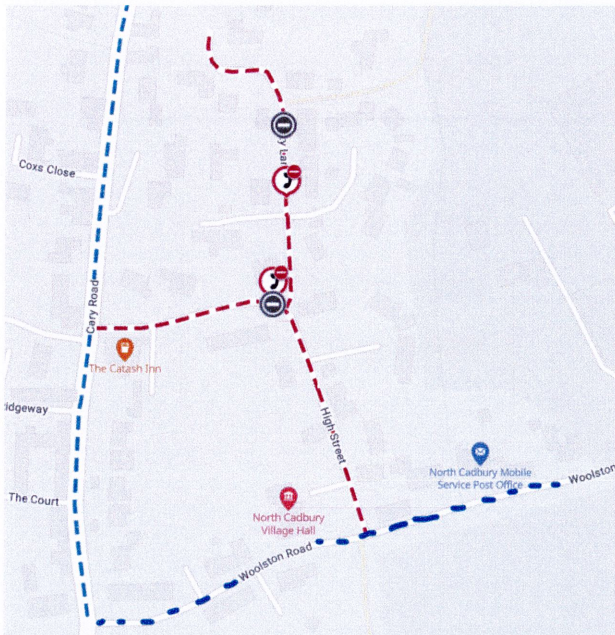 y Lan
Coxs Close
Cary Road
The Catash Inn
idgeway
High Street
North Cadbury Mobile
Service Post Office
Woolston
The Court
North Cadbury
Village Hall
Woolston Road